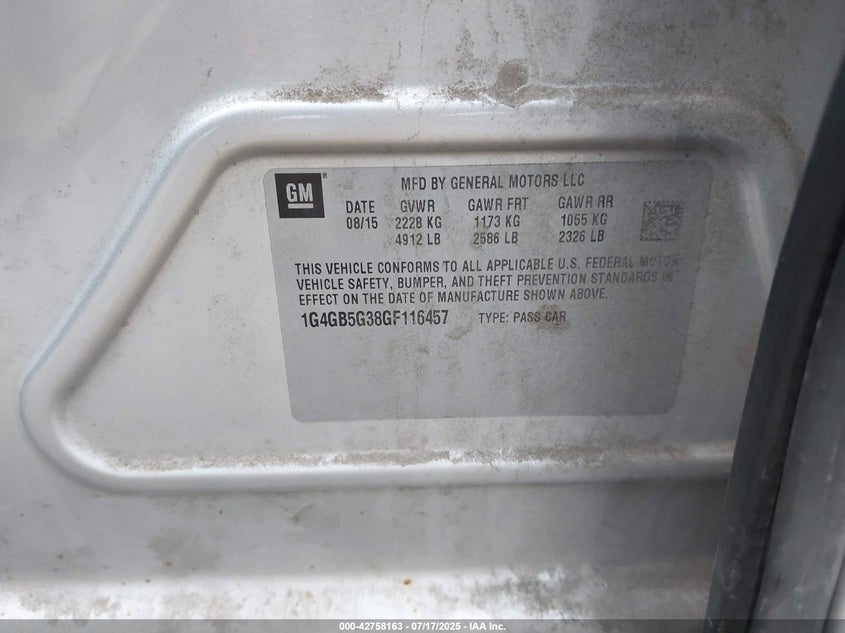 GM ®
MFD BY GENERAL MOTORS LLC
DATE GVWR GAWR FRT GAWR RR
08/15 2228 KG 1173 KG 1055 KG
4912 LB 2586 LB 2326 LB
THIS VEHICLE CONFORMS TO ALL APPLICABLE U.S. FEDERAL MOTOR
VEHICLE SAFETY, BUMPER, AND THEFT PREVENTION STANDARDS IN
EFFECT ON THE DATE OF MANUFACTURE SHOWN ABOVE.
1G4GB5G38GF116457 TYPE: PASS CAR
000-42758163 - 07/17/2025 - IAA Inc.